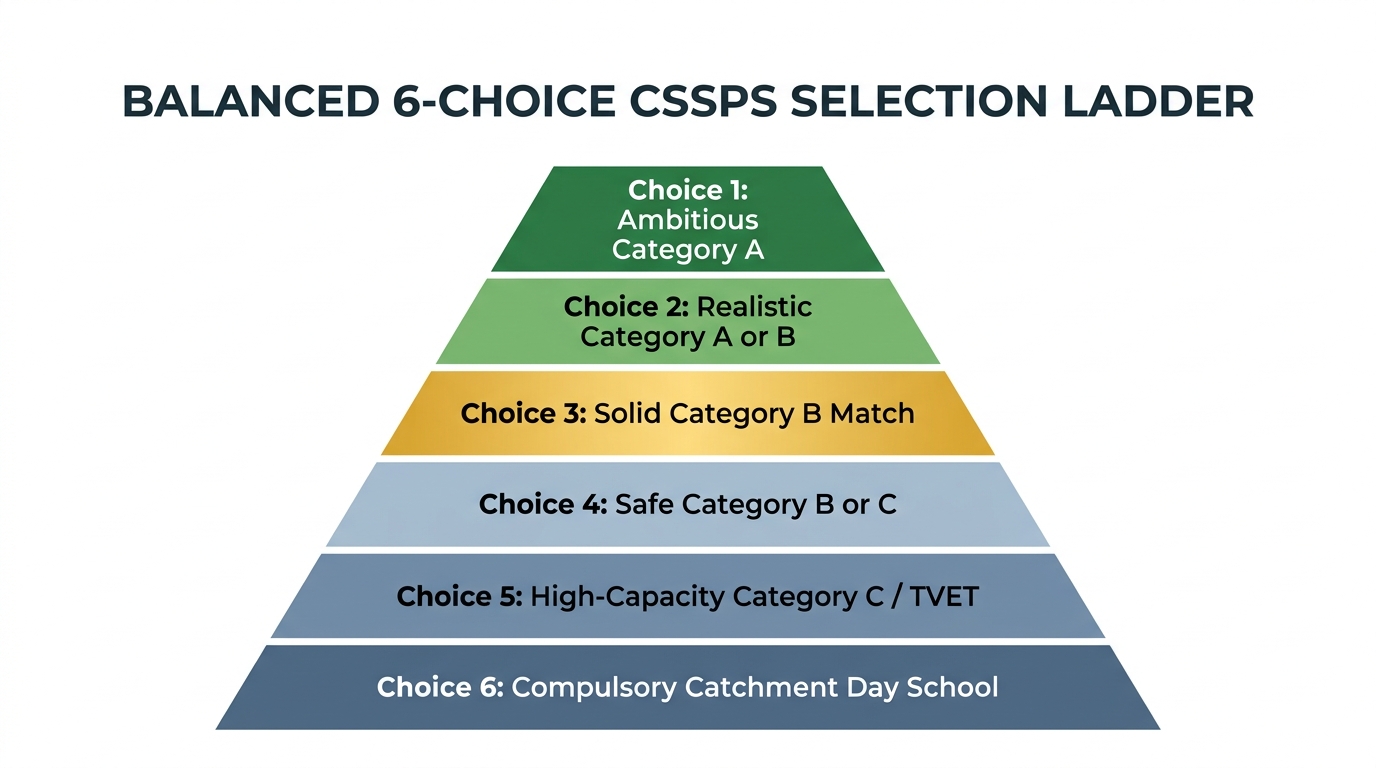 BALANCED 6-CHOICE CSSPS SELECTION LADDER
Choice 1:
Ambitious
Category A
Choice 2: Realistic
Category A or B
Choice 3: Solid Category B Match
Choice 4: Safe Category B or C
Choice 5: High-Capacity Category C / TVET
Choice 6: Compulsory Catchment Day School